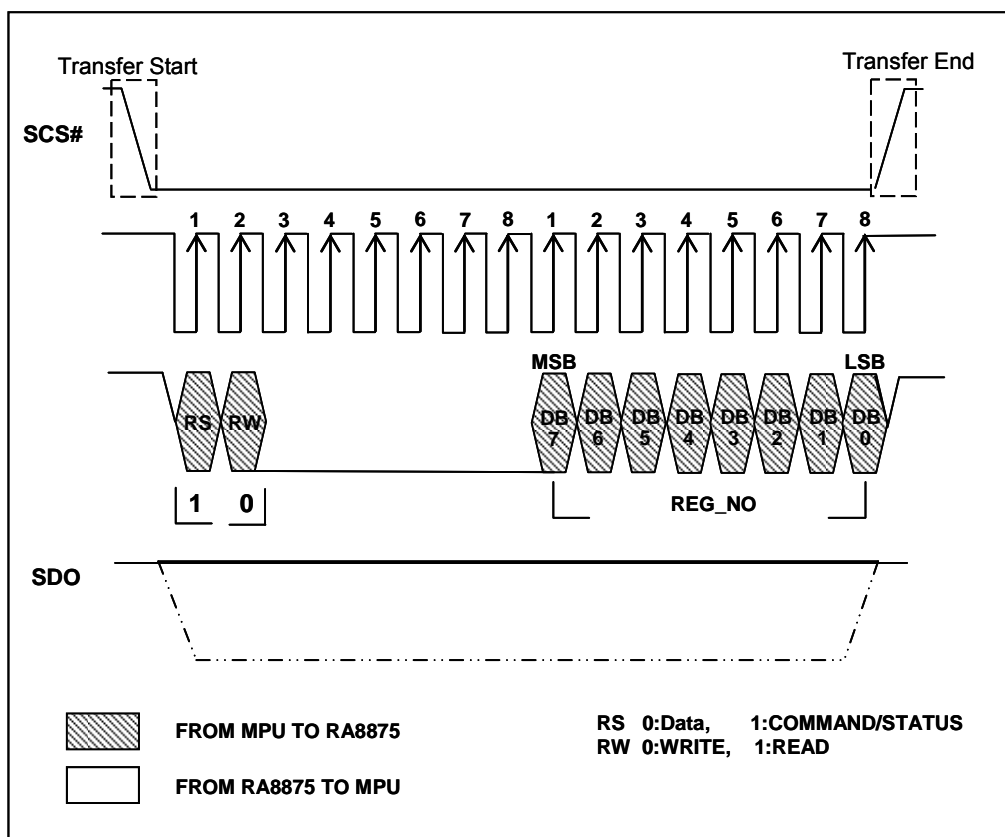 Transfer Start
Transfer End
SCS#
1 2 3 4 5 6 7 8 1 2 3 4 5 6 7 8
MSB
LSB
RS RW DB 7 DB 6 DB 5 DB 4 DB 3 DB 2 DB 1 DB 0
1 0
REG_NO
SDO
FROM MPU TO RA8875
RS 0:Data, 1:COMMAND/STATUS
RW 0:WRITE, 1:READ
FROM RA8875 TO MPU